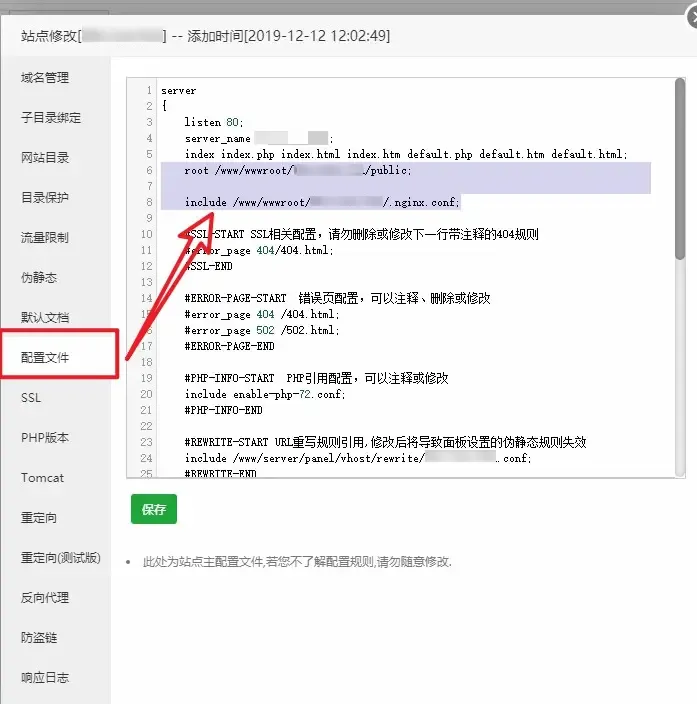 站点修改[ ] -- 添加时间[2019-12-12 12:02:49]
域名管理
子目录绑定
网站目录
目录保护
流量限制
伪静态
默认文档
配置文件
SSL
PHP版本
Tomcat
重定向
重定向(测试版)
反向代理
防盗链
响应日志
1 server
2 {
3 listen 80;
4 server_name ;
5 index index.php index.html index.htm default.php default.htm default.html;
6 root /www/wwwroot/ /public;
7
8 include /www/wwwroot/ /.nginx.conf;
9
10 #SSL-START SSL相关配置，请勿删除或修改下一行带注释的404规则
11 #error_page 404/404.html;
12 #SSL-END
13
14 #ERROR-PAGE-START 错误页配置，可以注释、删除或修改
15 #error_page 404 /404.html;
16 #error_page 502 /502.html;
17 #ERROR-PAGE-END
18
19 #PHP-INFO-START PHP引用配置，可以注释或修改
20 include enable-php-72.conf;
21 #PHP-INFO-END
22
23 #REWRITE-START URL重写规则引用,修改后将导致面板设置的伪静态规则失效
24 include /www/server/panel/vhost/rewrite/ .conf;
25 #REWRITE-END
保存
此处为站点主配置文件,若您不了解配置规则,请勿随意修改.